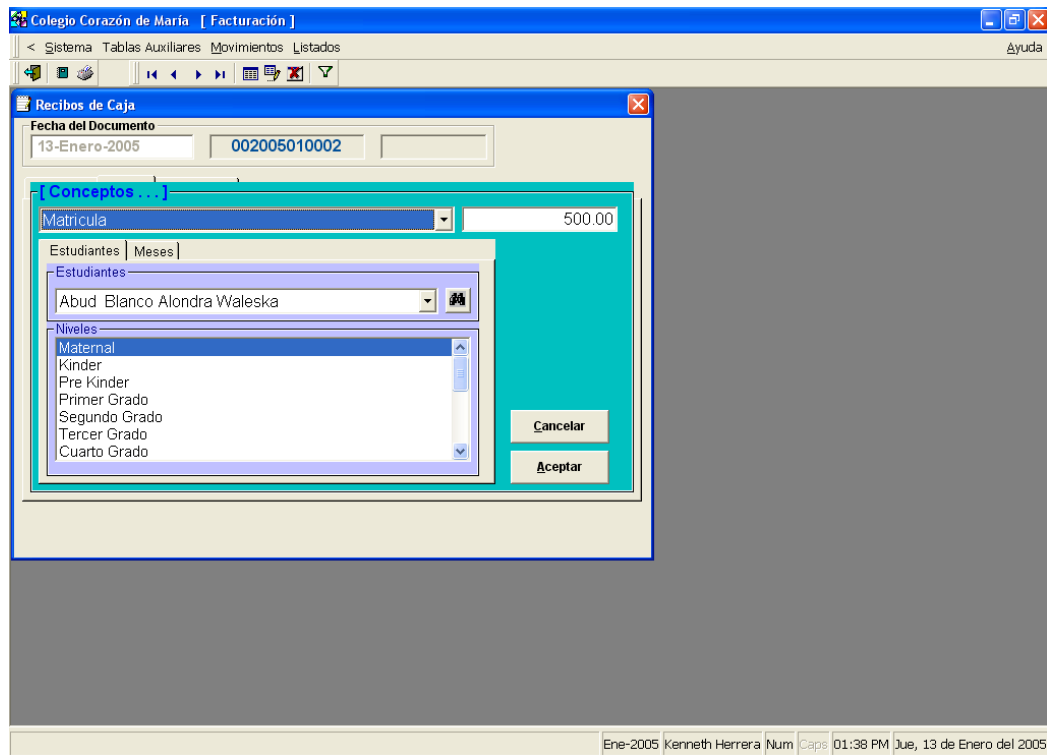 Colegio Corazón de María [ Facturación ]
< Sistema Tablas Auxiliares Movimientos Listados Ayuda
Recibos de Caja
Fecha del Documento
13-Enero-2005 002005010002
[ Conceptos . . . ]
Matricula 500.00
Estudiantes Meses
Estudiantes
Abud Blanco Alondra Waleska
Niveles
Maternal
Kinder
Pre Kinder
Primer Grado
Segundo Grado
Tercer Grado
Cuarto Grado
Cancelar
Aceptar
Ene-2005 Kenneth Herrera Num Caps 01:38 PM Jue, 13 de Enero del 2005